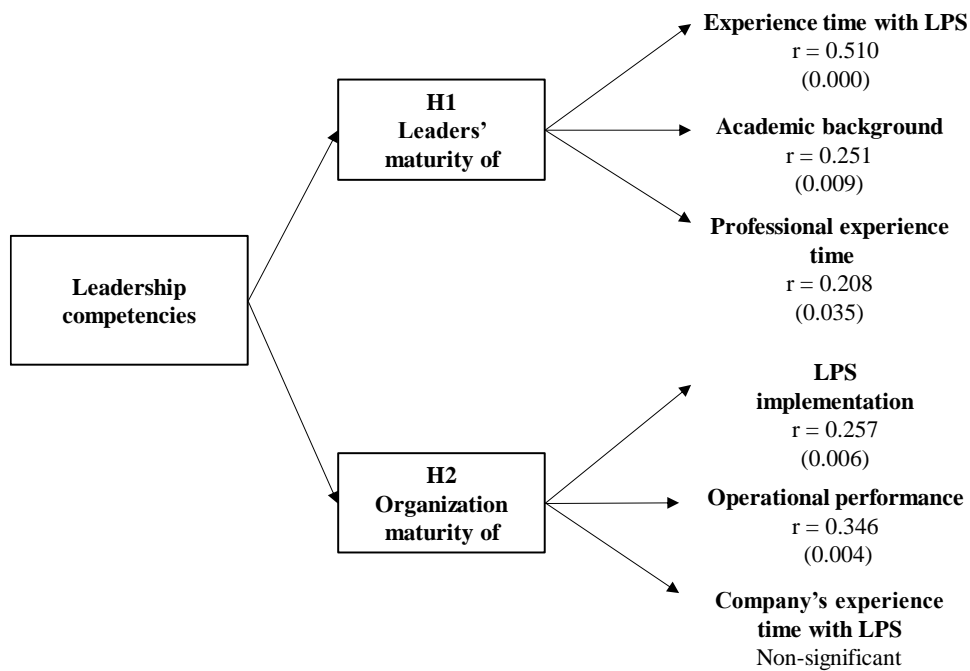 Leadership
competencies
H1
Leaders’
maturity of
Experience time with LPS
r = 0.510
(0.000)
Academic background
r = 0.251
(0.009)
Professional experience
time
r = 0.208
(0.035)
H2
Organization
maturity of
LPS
implementation
r = 0.257
(0.006)
Operational performance
r = 0.346
(0.004)
Company’s experience
time with LPS
Non-significant